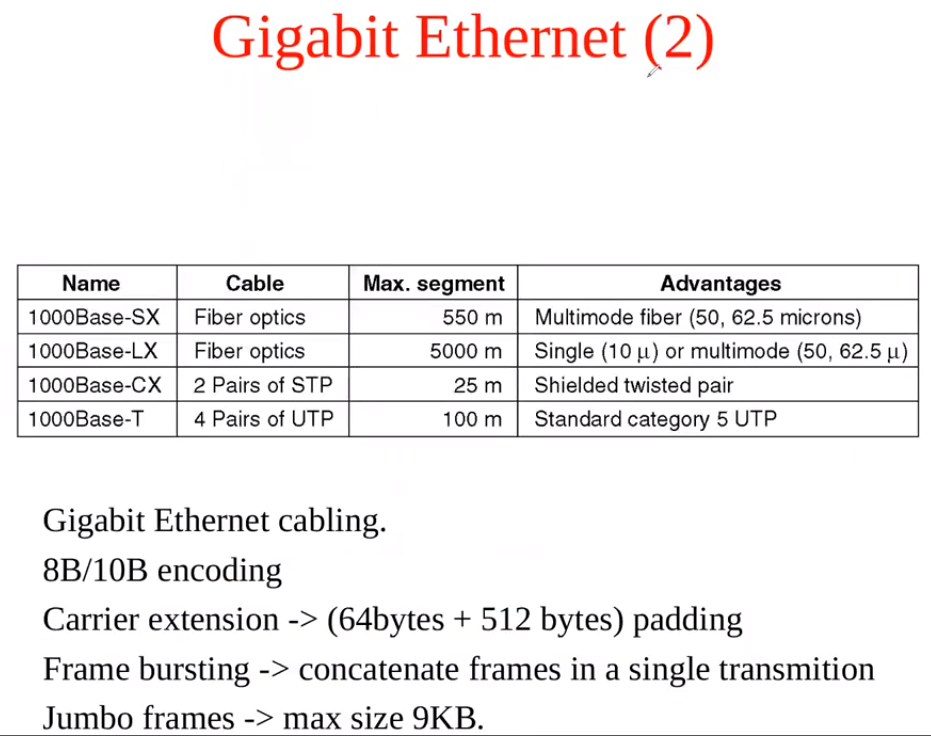 Gigabit Ethernet (2)
Name Cable Max. segment Advantages
1000Base-SX Fiber optics 550 m Multimode fiber (50, 62.5 microns)
1000Base-LX Fiber optics 5000 m Single (10 μ) or multimode (50, 62.5 μ)
1000Base-CX 2 Pairs of STP 25 m Shielded twisted pair
1000Base-T 4 Pairs of UTP 100 m Standard category 5 UTP
Gigabit Ethernet cabling.
8B/10B encoding
Carrier extension -> (64bytes + 512 bytes) padding
Frame bursting -> concatenate frames in a single transmition
Jumbo frames -> max size 9KB.